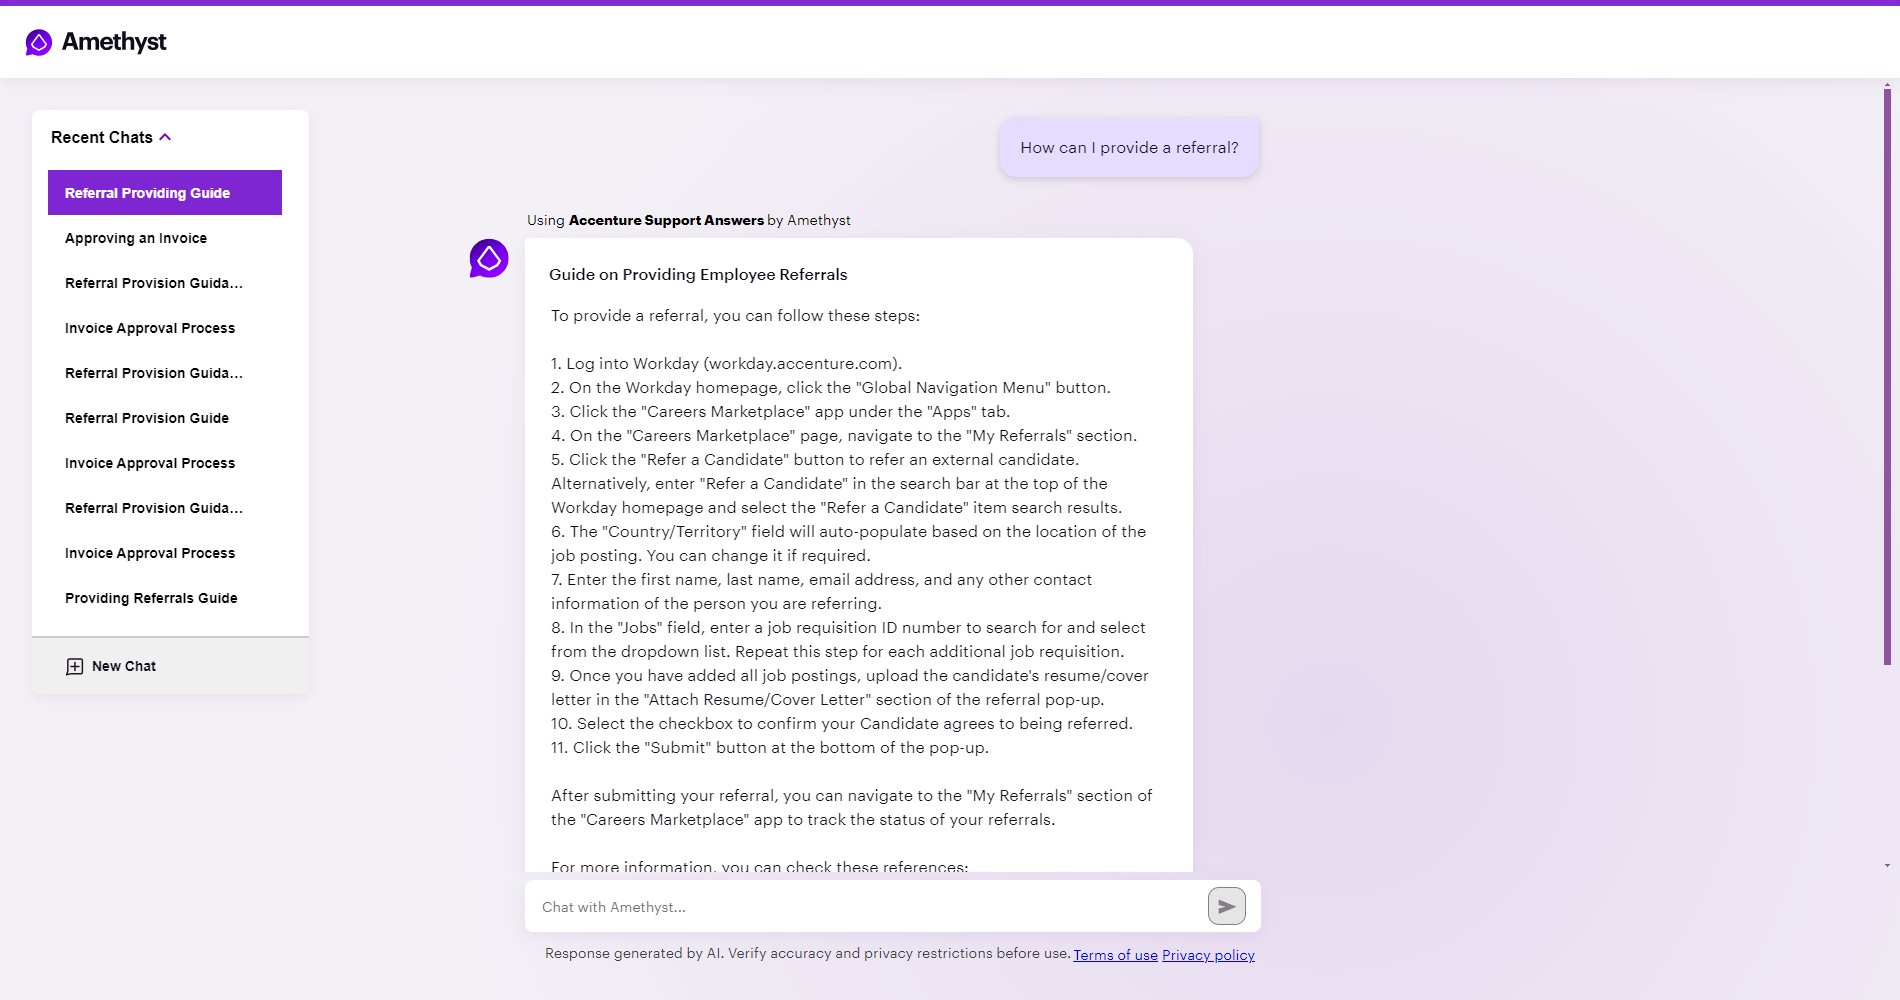 Amethyst
Recent Chats
Referral Providing Guide
Approving an Invoice
Referral Provision Guida...
Invoice Approval Process
Referral Provision Guida...
Referral Provision Guide
Invoice Approval Process
Referral Provision Guida...
Invoice Approval Process
Providing Referrals Guide
New Chat
How can I provide a referral?
Using Accenture Support Answers by Amethyst
Guide on Providing Employee Referrals
To provide a referral, you can follow these steps:
1. Log into Workday (workday.accenture.com).
2. On the Workday homepage, click the "Global Navigation Menu" button.
3. Click the "Careers Marketplace" app under the "Apps" tab.
4. On the "Careers Marketplace" page, navigate to the "My Referrals" section.
5. Click the "Refer a Candidate" button to refer an external candidate.
Alternatively, enter "Refer a Candidate" in the search bar at the top of the
Workday homepage and select the "Refer a Candidate" item search results.
6. The "Country/Territory" field will auto-populate based on the location of the
job posting. You can change it if required.
7. Enter the first name, last name, email address, and any other contact
information of the person you are referring.
8. In the "Jobs" field, enter a job requisition ID number to search for and select
from the dropdown list. Repeat this step for each additional job requisition.
9. Once you have added all job postings, upload the candidate's resume/cover
letter in the "Attach Resume/Cover Letter" section of the referral pop-up.
10. Select the checkbox to confirm your Candidate agrees to being referred.
11. Click the "Submit" button at the bottom of the pop-up.
After submitting your referral, you can navigate to the "My Referrals" section of
the "Careers Marketplace" app to track the status of your referrals.
For more information, you can check these references:
Chat with Amethyst...
Response generated by AI. Verify accuracy and privacy restrictions before use. Terms of use Privacy policy